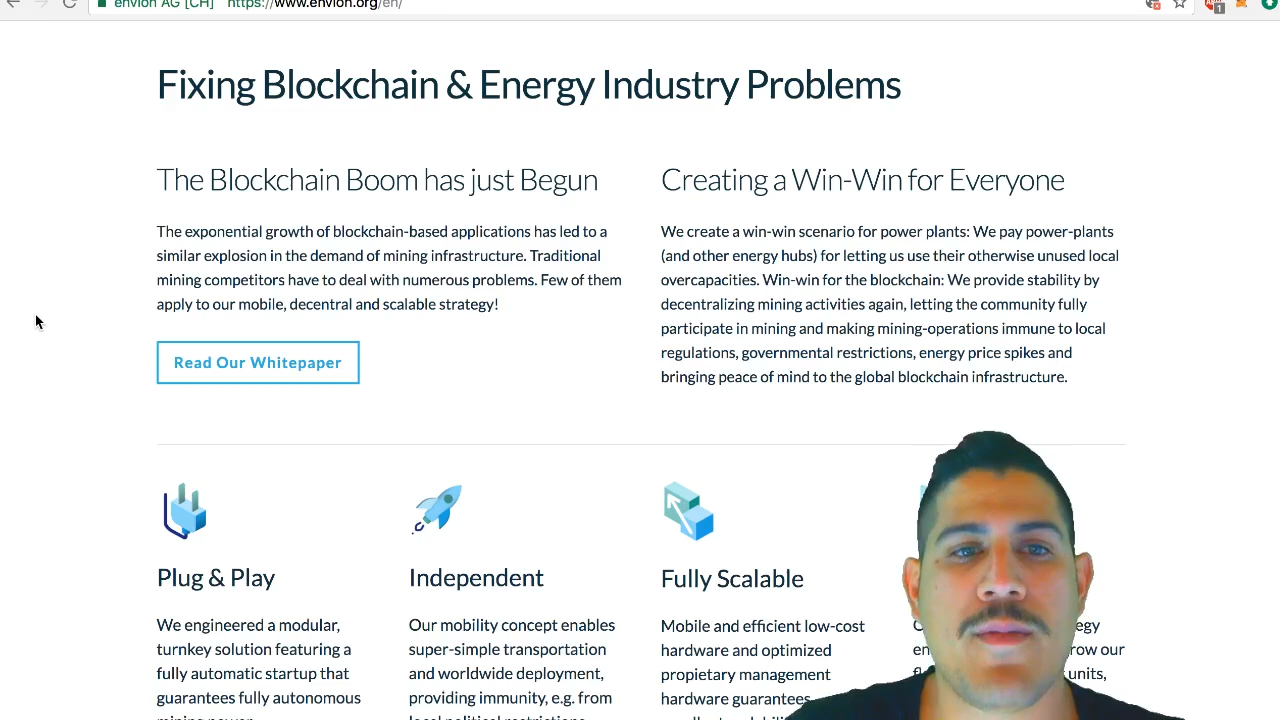 envion AG [CH] https://www.envion.org/en/
1
Fixing Blockchain & Energy Industry Problems
The Blockchain Boom has just Begun
The exponential growth of blockchain-based applications has led to a
similar explosion in the demand of mining infrastructure. Traditional
mining competitors have to deal with numerous problems. Few of them
apply to our mobile, decentral and scalable strategy!
Read Our Whitepaper
Creating a Win-Win for Everyone
We create a win-win scenario for power plants: We pay power-plants
(and other energy hubs) for letting us use their otherwise unused local
overcapacities. Win-win for the blockchain: We provide stability by
decentralizing mining activities again, letting the community fully
participate in mining and making mining-operations immune to local
regulations, governmental restrictions, energy price spikes and
bringing peace of mind to the global blockchain infrastructure.
Plug & Play
We engineered a modular,
turnkey solution featuring a
fully automatic startup that
guarantees fully autonomous
mining power
Independent
Our mobility concept enables
super-simple transportation
and worldwide deployment,
providing immunity, e.g. from
local political restrictions
Fully Scalable
Mobile and efficient low-cost
hardware and optimized
propietary management
hardware guarantees
units,